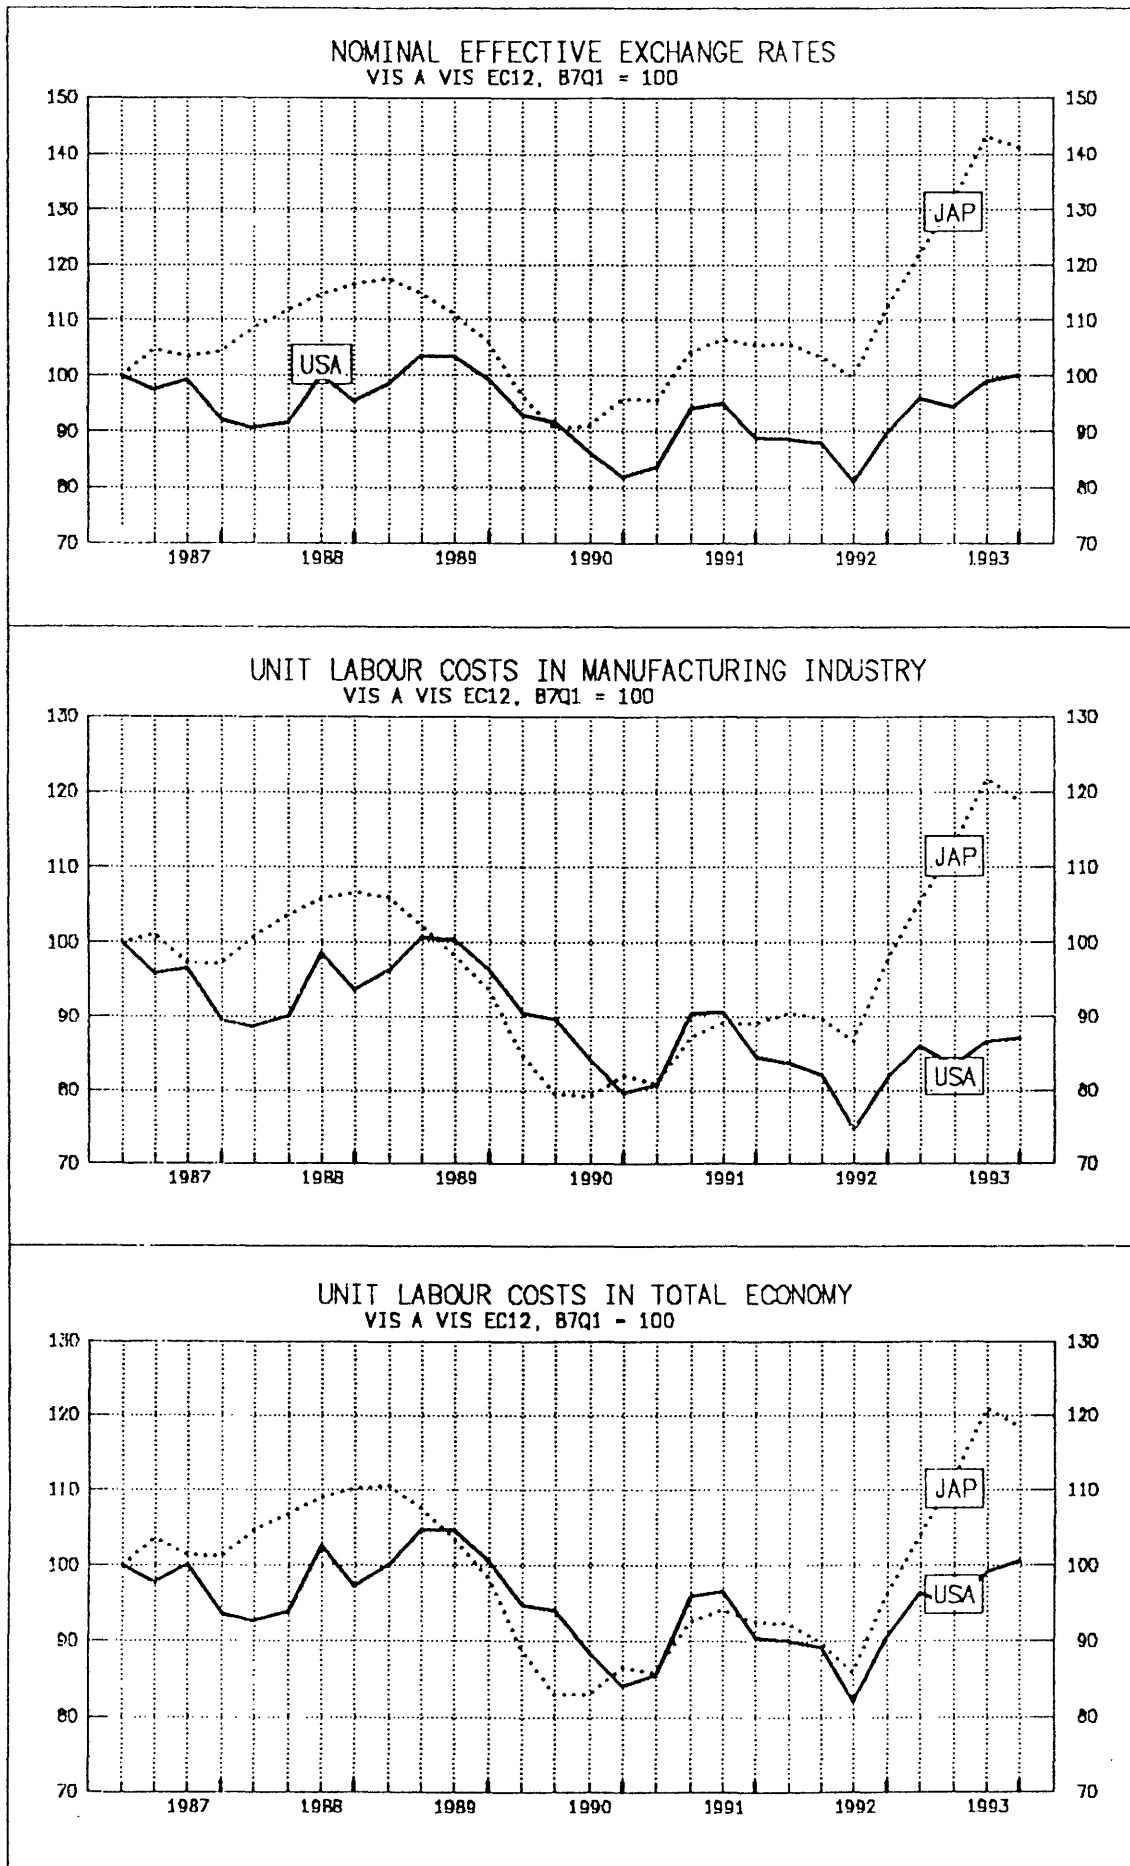 NOMINAL EFFECTIVE EXCHANGE RATES
VIS A VIS EC12, B7Q1 = 100
150 150
140 140
130 JAP 130
120 120
110 110
100 USA 100
90 90
80 80
70 70
1987 1988 1989 1990 1991 1992 1993
UNIT LABOUR COSTS IN MANUFACTURING INDUSTRY
VIS A VIS EC12, B7Q1 = 100
130 130
120 120
110 JAP 110
100 100
90 90
80 USA 80
70 70
1987 1988 1989 1990 1991 1992 1993
UNIT LABOUR COSTS IN TOTAL ECONOMY
VIS A VIS EC12, B7Q1 - 100
130 130
120 120
110 JAP 110
100 100
USA
90 90
80 80
70 70
1987 1988 1989 1990 1991 1992 1993